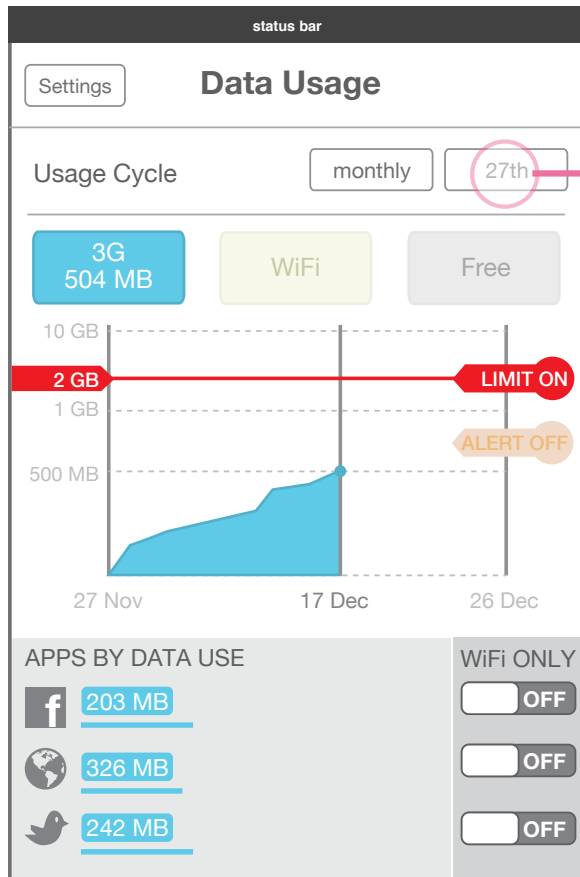 status bar
Settings
Data Usage
Usage Cycle
monthly
27th
3G
504 MB
WiFi
Free
10 GB
2 GB
LIMIT ON
1 GB
ALERT OFF
500 MB
27 Nov
17 Dec
26 Dec
APPS BY DATA USE
WiFi ONLY
f
203 MB
OFF
326 MB
OFF
242 MB
OFF